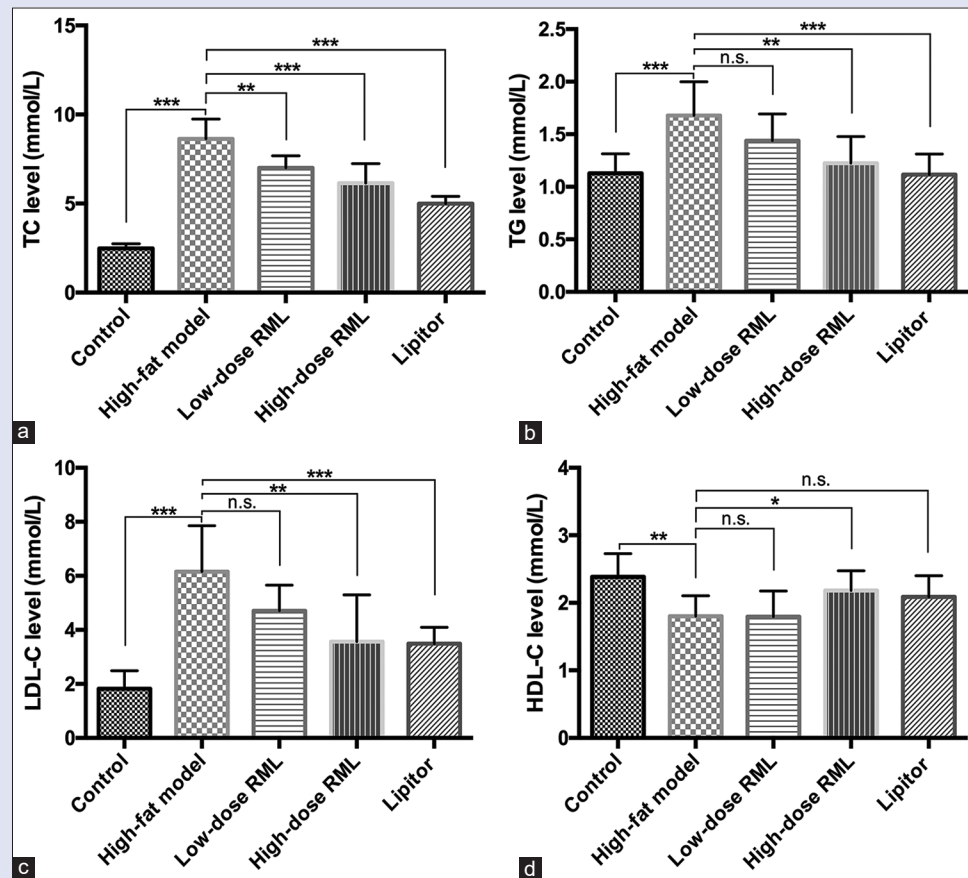 15
10
5
0
TC level (mmol/L)
***
***
**
***
Control
High-fat model
Low-dose RML
High-dose RML
Lipitor
a
2.5
2.0
1.5
1.0
0.5
0.0
TG level (mmol/L)
***
**
n.s.
***
Control
High-fat model
Low-dose RML
High-dose RML
Lipitor
b
10
8
6
4
2
0
LDL-C level (mmol/L)
***
**
n.s.
***
Control
High-fat model
Low-dose RML
High-dose RML
Lipitor
c
4
3
2
1
0
HDL-C level (mmol/L)
n.s.
*
n.s.
**
Control
High-fat model
Low-dose RML
High-dose RML
Lipitor
d